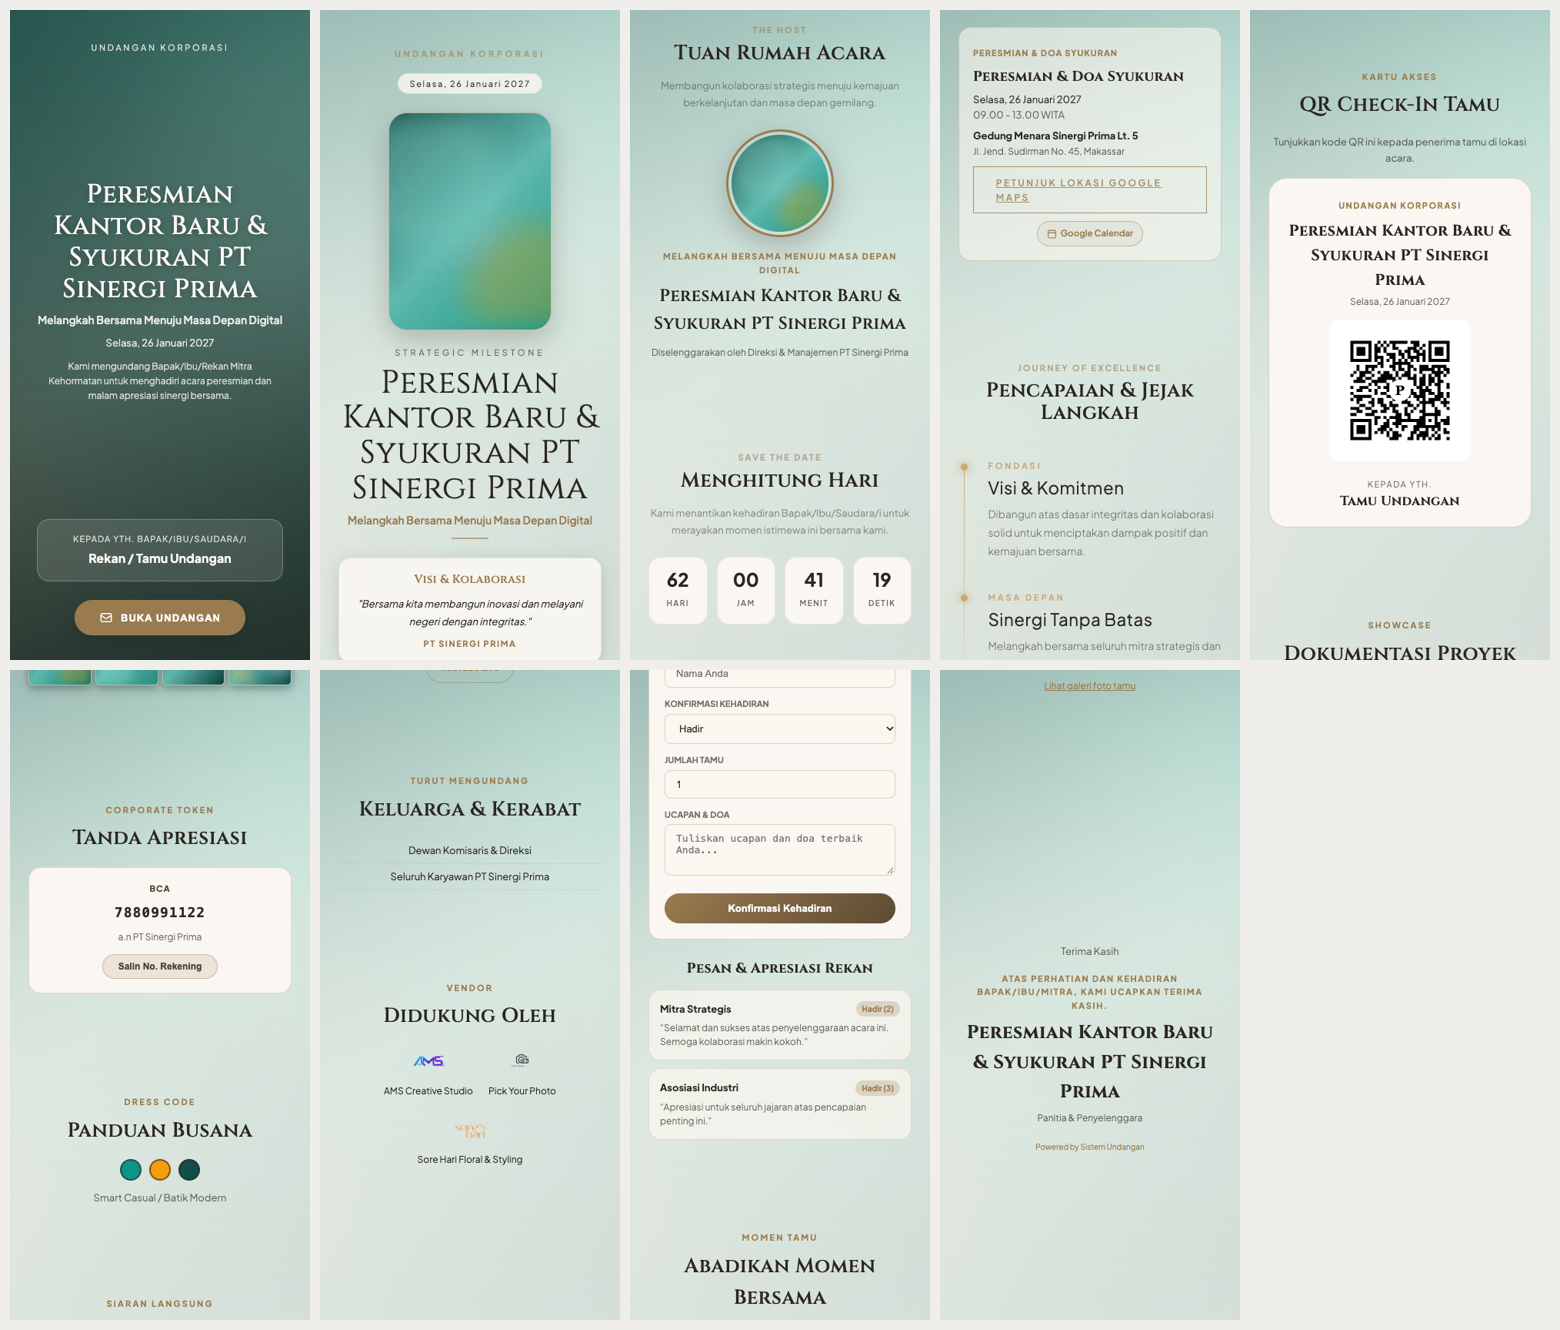 UNDANGAN KORPORASI
PERESMIAN
KANTOR BARU &
SYUKURAN PT
SINERGI PRIMA
Melangkah Bersama Menuju Masa Depan Digital
Selasa, 26 Januari 2027
Kami mengundang Bapak/Ibu/Rekan Mitra
Kehormatan untuk menghadiri acara peresmian dan
malam apresiasi sinergi bersama.
KEPADA YTH. BAPAK/IBU/SAUDARA/I
Rekan / Tamu Undangan
BUKA UNDANGAN
UNDANGAN KORPORASI
Selasa, 26 Januari 2027
STRATEGIC MILESTONE
PERESMIAN
KANTOR BARU &
SYUKURAN PT
SINERGI PRIMA
Melangkah Bersama Menuju Masa Depan Digital
VISI & KOLABORASI
"Bersama kita membangun inovasi dan melayani
negeri dengan integritas."
PT SINERGI PRIMA
THE HOST
TUAN RUMAH ACARA
Membangun kolaborasi strategis menuju kemajuan
berkelanjutan dan masa depan gemilang.
MELANGKAH BERSAMA MENUJU MASA DEPAN
DIGITAL
PERESMIAN KANTOR BARU &
SYUKURAN PT SINERGI PRIMA
Diselenggarakan oleh Direksi & Manajemen PT Sinergi Prima
SAVE THE DATE
MENGHITUNG HARI
Kami menantikan kehadiran Bapak/Ibu/Saudara/i untuk
merayakan momen istimewa ini bersama kami.
62 00 41 19
HARI JAM MENIT DETIK
PERESMIAN & DOA SYUKURAN
PERESMIAN & DOA SYUKURAN
Selasa, 26 Januari 2027
09.00 – 13.00 WITA
Gedung Menara Sinergi Prima Lt. 5
Jl. Jend. Sudirman No. 45, Makassar
PETUNJUK LOKASI GOOGLE
MAPS
Google Calendar
JOURNEY OF EXCELLENCE
PENCAPAIAN & JEJAK
LANGKAH
FONDASI
Visi & Komitmen
Dibangun atas dasar integritas dan kolaborasi
solid untuk menciptakan dampak positif dan
kemajuan bersama.
MASA DEPAN
Sinergi Tanpa Batas
Melangkah bersama seluruh mitra strategis dan
KARTU AKSES
QR CHECK-IN TAMU
Tunjukkan kode QR ini kepada penerima tamu di lokasi
acara.
UNDANGAN KORPORASI
PERESMIAN KANTOR BARU &
SYUKURAN PT SINERGI
PRIMA
Selasa, 26 Januari 2027
P
KEPADA YTH.
TAMU UNDANGAN
SHOWCASE
DOKUMENTASI PROYEK
CORPORATE TOKEN
TANDA APRESIASI
BCA
7880991122
a.n PT Sinergi Prima
Salin No. Rekening
DRESS CODE
PANDUAN BUSANA
Smart Casual / Batik Modern
SIARAN LANGSUNG
TURUT MENGUNDANG
KELUARGA & KERABAT
Dewan Komisaris & Direksi
Seluruh Karyawan PT Sinergi Prima
VENDOR
DIDUKUNG OLEH
AMS
AMS Creative Studio Pick Your Photo
sore hari
Sore Hari Floral & Styling
Nama Anda
KONFIRMASI KEHADIRAN
Hadir
JUMLAH TAMU
1
UCAPAN & DOA
Tuliskan ucapan dan doa terbaik
Anda...
Konfirmasi Kehadiran
PESAN & APRESIASI REKAN
Mitra Strategis Hadir (2)
"Selamat dan sukses atas penyelenggaraan acara ini.
Semoga kolaborasi makin kokoh."
Asosiasi Industri Hadir (3)
"Apresiasi untuk seluruh jajaran atas pencapaian
penting ini."
MOMEN TAMU
ABADIKAN MOMEN
BERSAMA
Lihat galeri foto tamu
Terima Kasih
ATAS PERHATIAN DAN KEHADIRAN
BAPAK/IBU/MITRA, KAMI UCAPKAN TERIMA
KASIH.
PERESMIAN KANTOR BARU
& SYUKURAN PT SINERGI
PRIMA
Panitia & Penyelenggara
Powered by Sistem Undangan